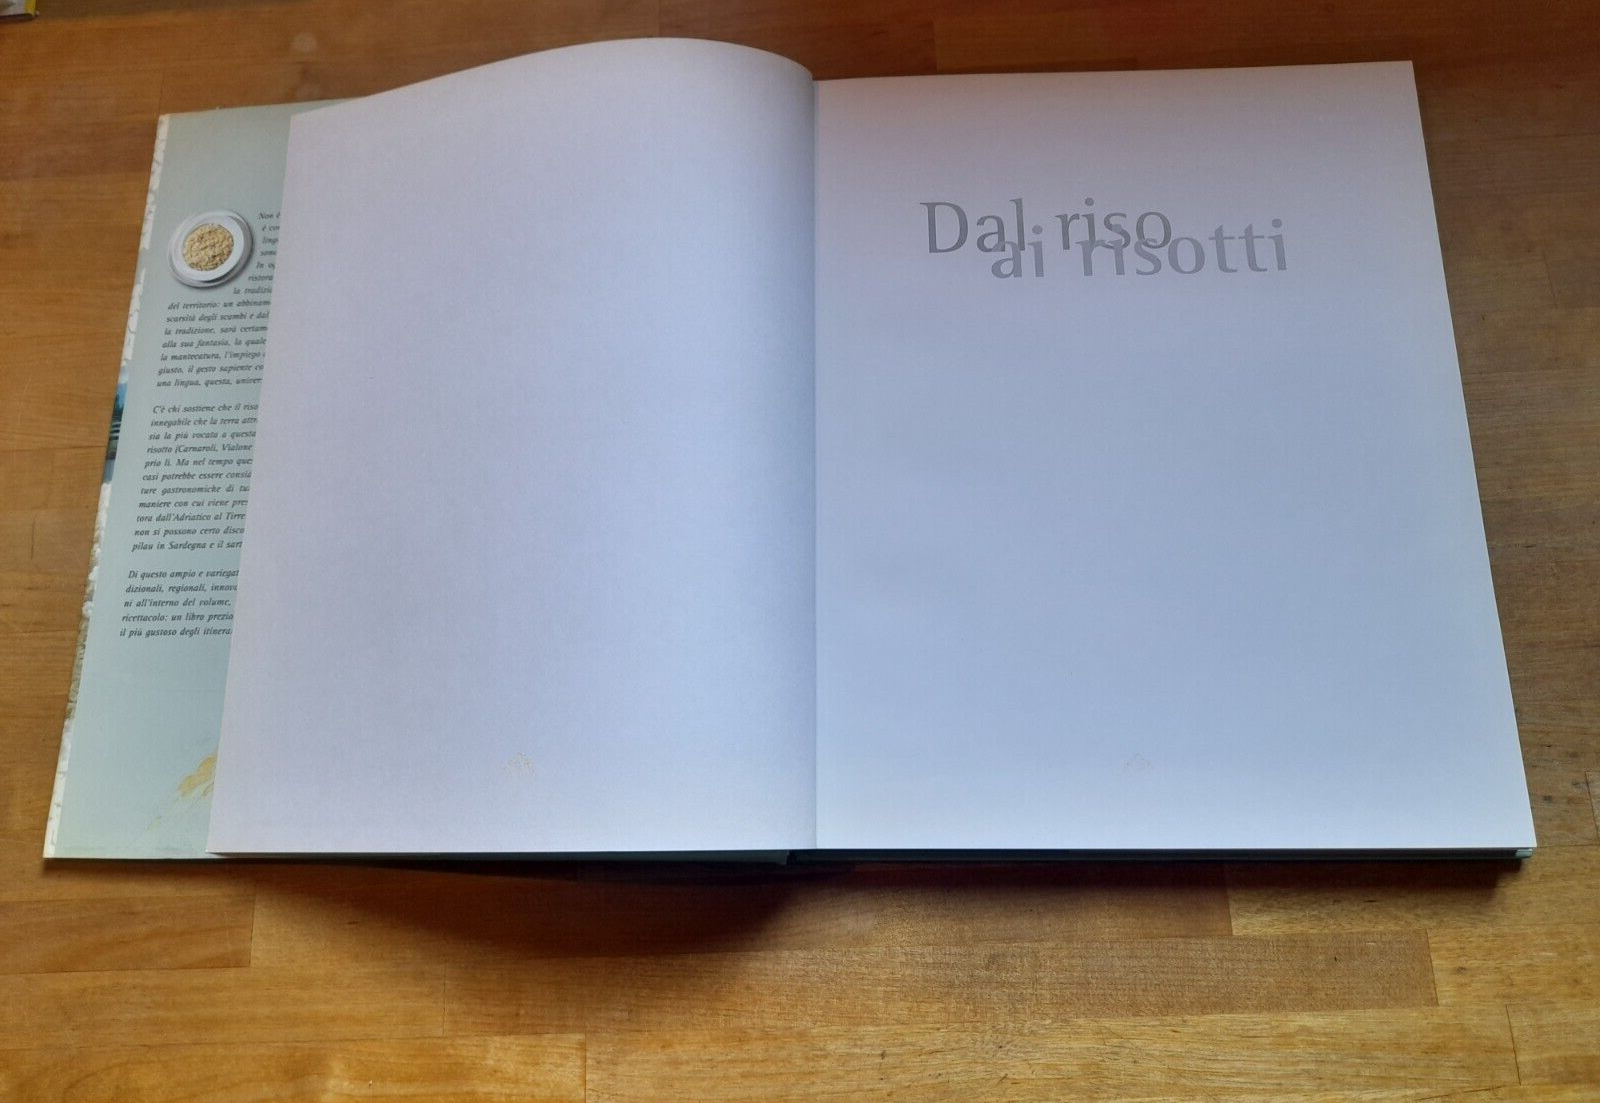 Non è
è co
ling
som
In og
ristora
la tradizi
del territorio: un abbinam
scarsità degli scambi e dal
la tradizione, sarà certam
alla sua fantasia, la quale
la mantecatura, l'impiego
giusto, il gesto sapiente co
una lingua, questa, univer
C'è chi sostiene che il riso
innegabile che la terra attr
sia la più vocata a questa
risotto (Carnaroli, Vialone
prio lì. Ma nel tempo ques
casi potrebbe essere consid
ture gastronomiche di tu
maniere con cui viene pres
tora dall'Adriatico al Tirre
non si possono certo disco
pilau in Sardegna e il sart
Di questo ampio e variegat
dizionali, regionali, innova
ni all'interno del volume,
ricettacolo: un libro prezio
il più gustoso degli itinera
Dal riso
ai risotti